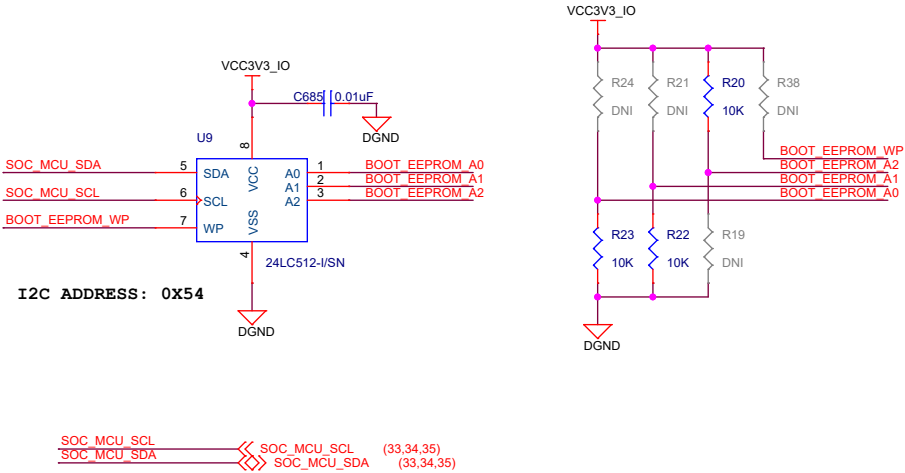 VCC3V3_IO
VCC3V3_IO
C685 0.01uF
DGND
U9
SOC_MCU_SDA 5 SDA VCC 8 A0 1 BOOT_EEPROM_A0
A1 2 BOOT_EEPROM_A1
SOC_MCU_SCL 6 SCL A2 3 BOOT_EEPROM_A2
BOOT_EEPROM_WP 7 WP VSS 4
24LC512-I/SN
I2C ADDRESS: 0X54
DGND
R24 R21 R20 R38
DNI DNI 10K DNI
BOOT_EEPROM_WP
BOOT_EEPROM_A2
BOOT_EEPROM_A1
BOOT_EEPROM_A0
R23 R22 R19
10K 10K DNI
DGND
SOC_MCU_SCL SOC_MCU_SCL (33,34,35)
SOC_MCU_SDA SOC_MCU_SDA (33,34,35)